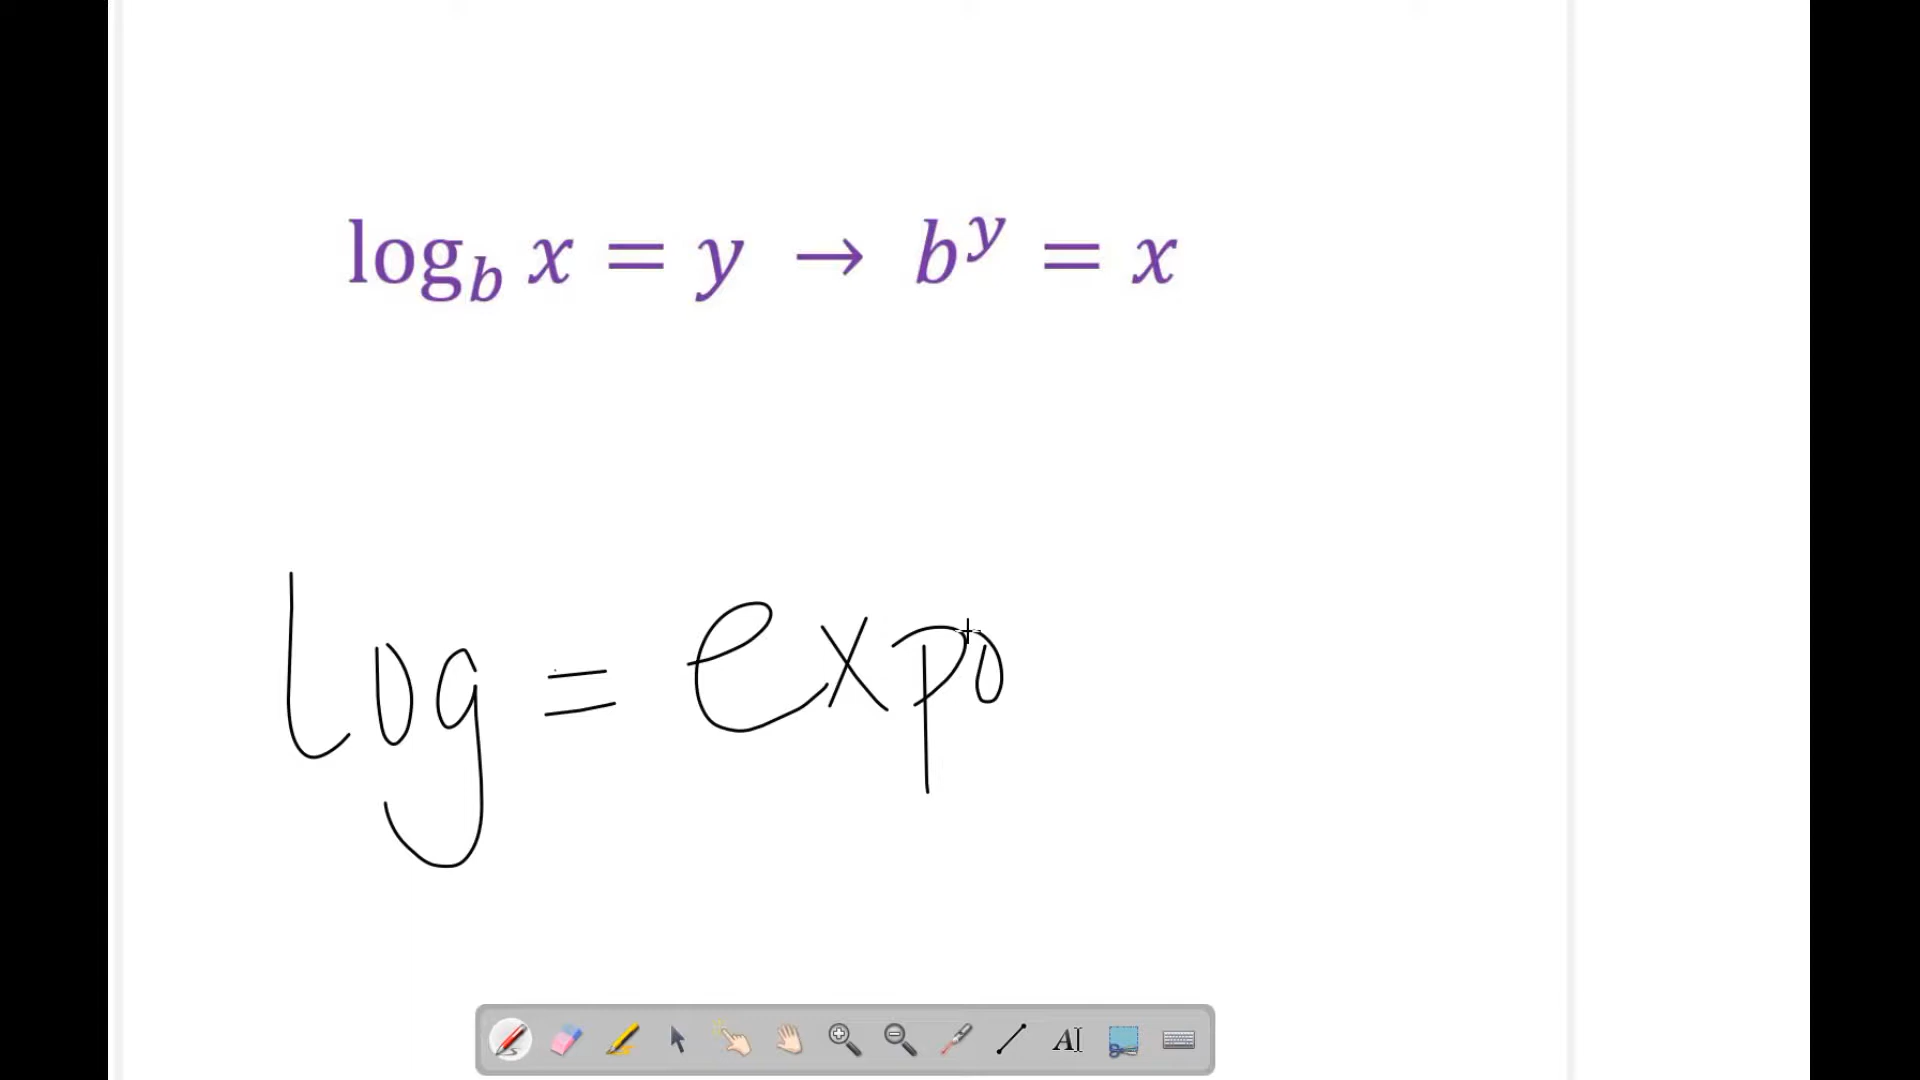 log_b x = y → b^y = x
Log = expo